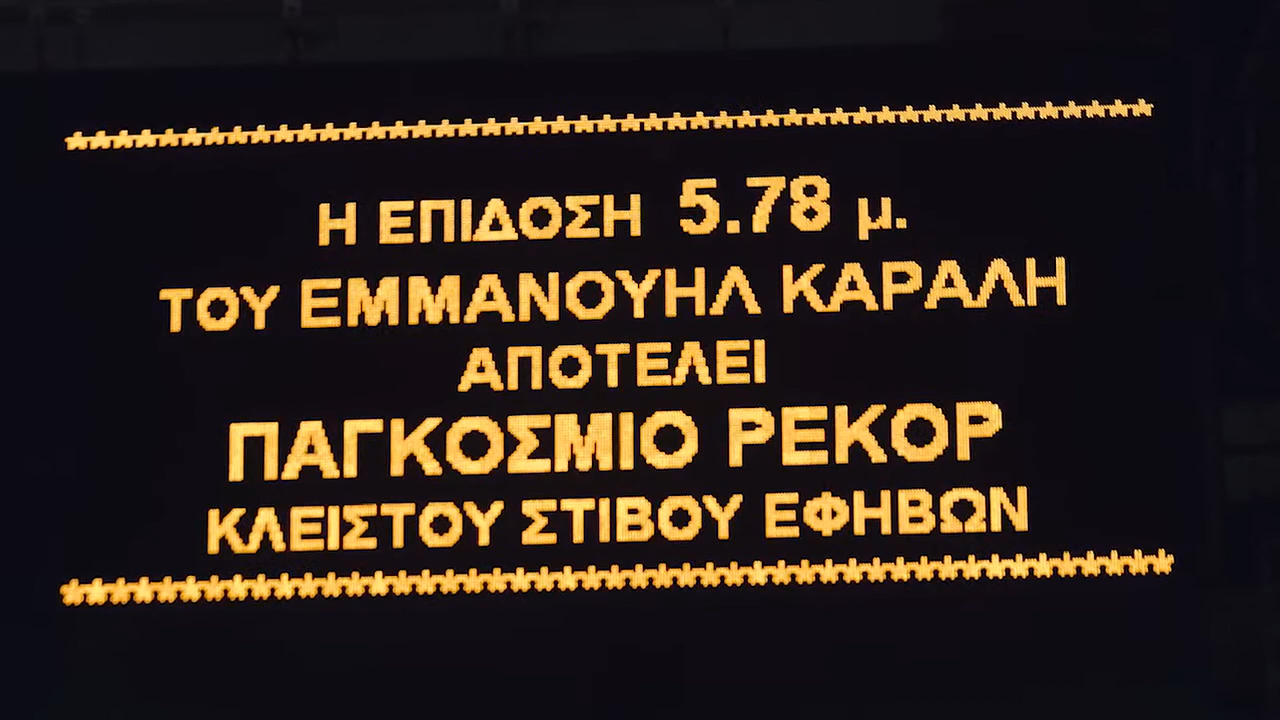 Η ΕΠΙΔΟΣΗ 5.78 μ.
ΤΟΥ ΕΜΜΑΝΟΥΗΛ ΚΑΡΑΛΗ
ΑΠΟΤΕΛΕΙ
ΠΑΓΚΟΣΜΙΟ ΡΕΚΟΡ
ΚΛΕΙΣΤΟΥ ΣΤΙΒΟΥ ΕΦΗΒΩΝ